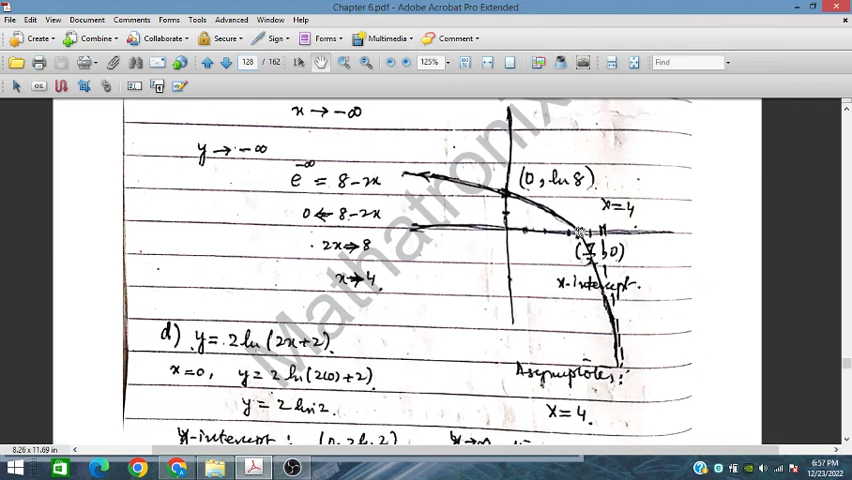 Chapter 6.pdf - Adobe Acrobat Pro Extended
File Edit View Document Comments Forms Tools Advanced Window Help
Create Combine Collaborate Secure Sign Forms Multimedia Comment
128 / 162 125% Find
x → -∞
y → -∞
e^-∞ = 8-2x
0 ← 8-2x
2x → 8
x → 4
(0, ln 8)
x=4
(7/2, 0)
x-intercept
Asymptotes:
x=4
Mathatronix
d) y = 2 ln(2x+2)
x=0, y = 2 ln(2(0)+2)
y = 2 ln 2
8.26 x 11.69 in
6:57 PM
12/23/2022